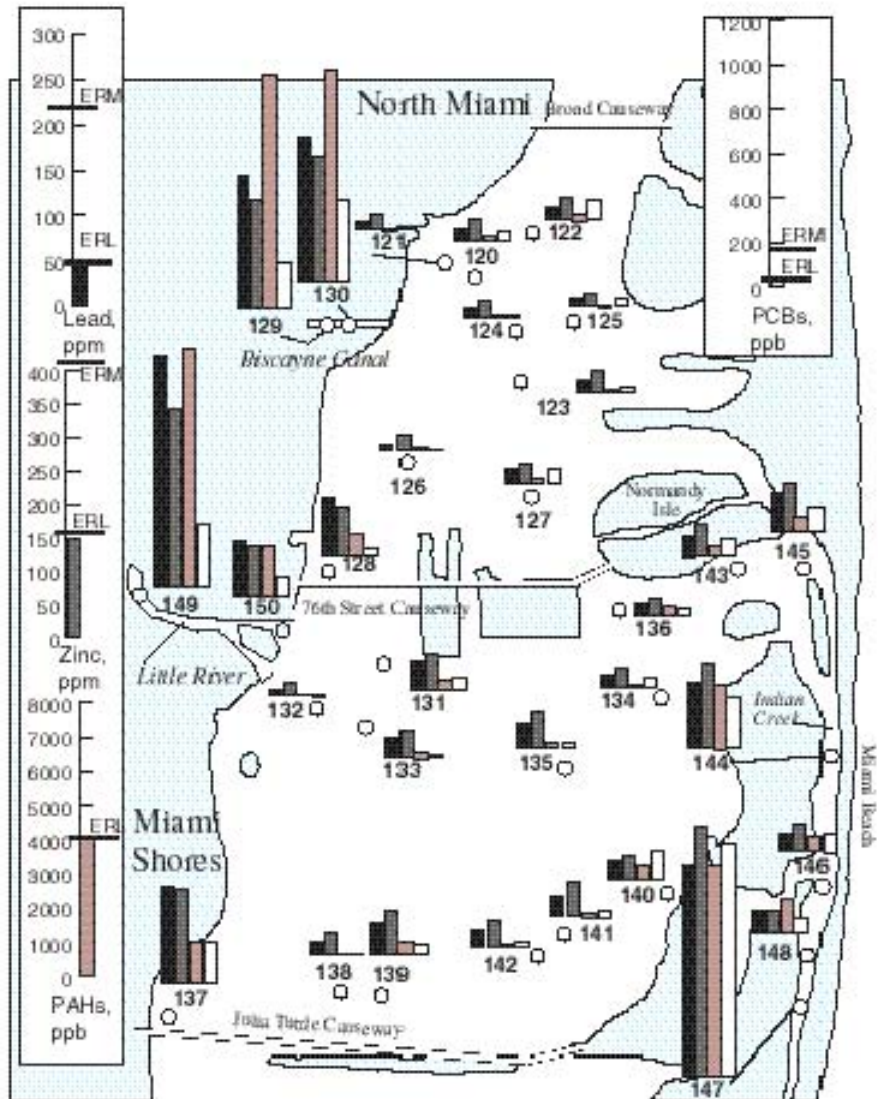 300
250
ERM
200
150
100
ERL
50
0
Lead,
ppm
ERM
400
350
300
250
200
ERL
150
100
50
0
Zinc,
ppm
8000
7000
6000
5000
ERL
4000
3000
2000
1000
0
PAHs,
ppb
1200
1000
800
600
400
ERM
200
ERL
0
PCBs,
ppb
North Miami
Broad Causeway
121
120
122
129
130
124
125
Biscayne Canal
123
126
127
Normandy
Isle
128
143
145
149
150
76th Street Causeway
136
Little River
132
131
134
Indian
Creek
144
133
135
Miami Beach
Miami
Shores
140
146
141
148
137
138
139
142
Julia Tuttle Causeway
147